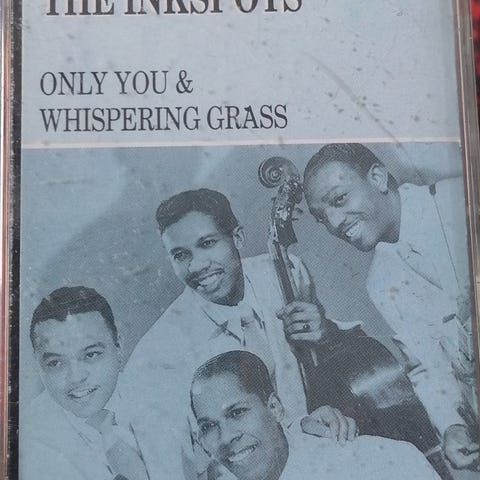 THE INKSPOTS
ONLY YOU &
WHISPERING GRASS